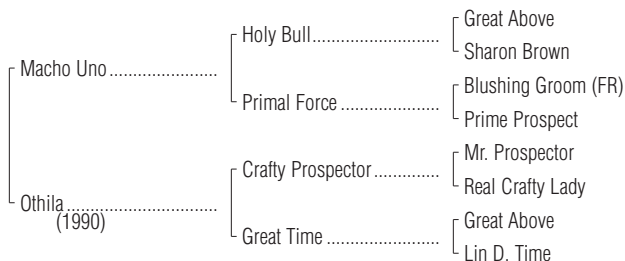 Great Above
Holy Bull
Sharon Brown
Macho Uno
Blushing Groom (FR)
Primal Force
Prime Prospect
Mr. Prospector
Crafty Prospector
Real Crafty Lady
Othila
(1990)
Great Above
Great Time
Lin D. Time